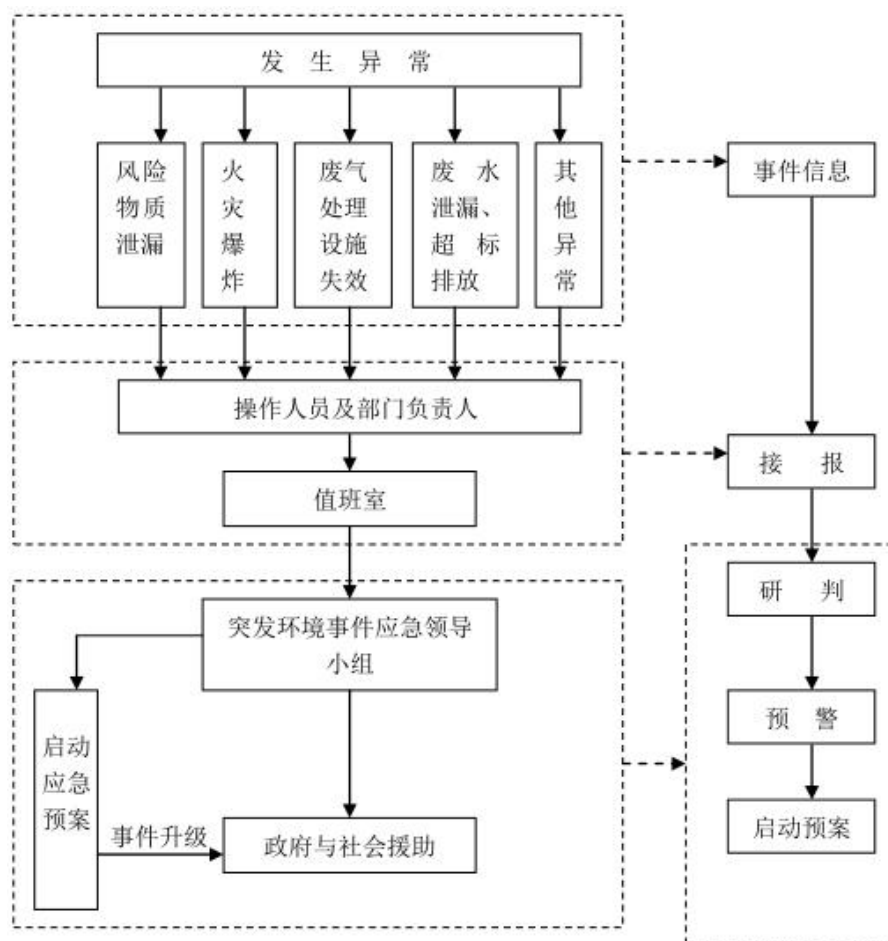 发生异常
风险
物质
泄漏
火
灾
爆
炸
废气
处理
设施
失效
废水
泄漏、
超标
排放
其
他
异
常
事件信息
操作人员及部门负责人
值班室
接报
突发环境事件应急领导
小组
启动
应急
预案
事件升级
政府与社会援助
研判
预警
启动预案